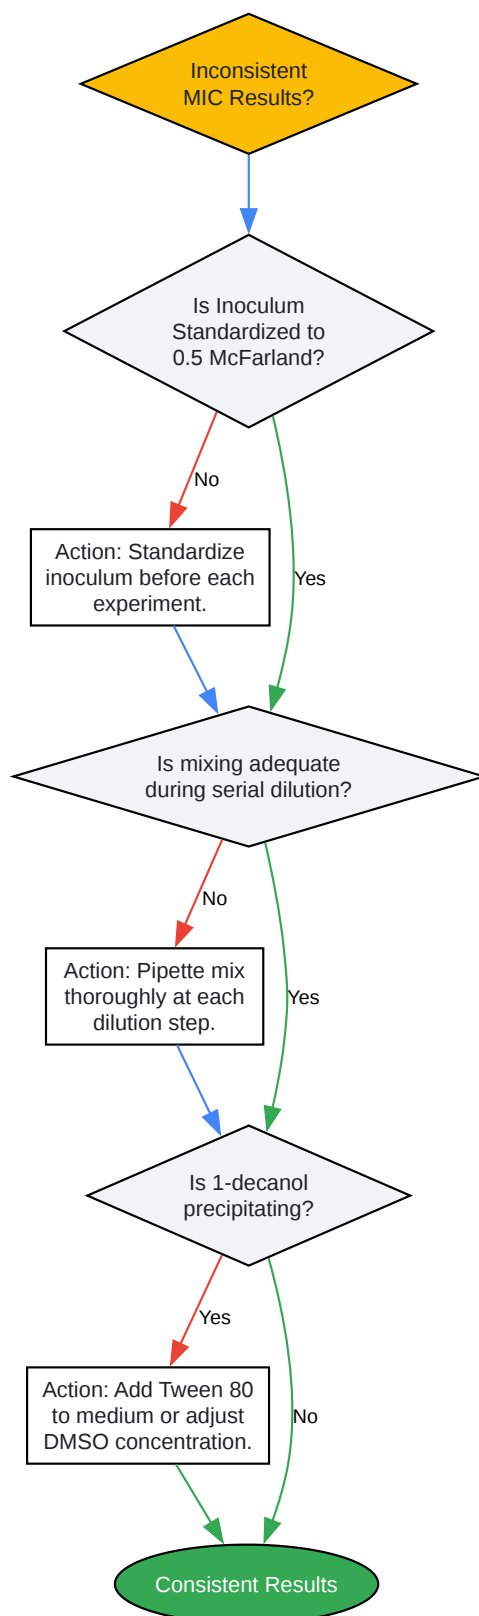 Inconsistent
MIC Results?
Is Inoculum
Standardized to
0.5 McFarland?
No
Yes
Action: Standardize
inoculum before each
experiment.
Is mixing adequate
during serial dilution?
No
Yes
Action: Pipette mix
thoroughly at each
dilution step.
Is 1-decanol
precipitating?
Yes
No
Action: Add Tween 80
to medium or adjust
DMSO concentration.
Consistent Results